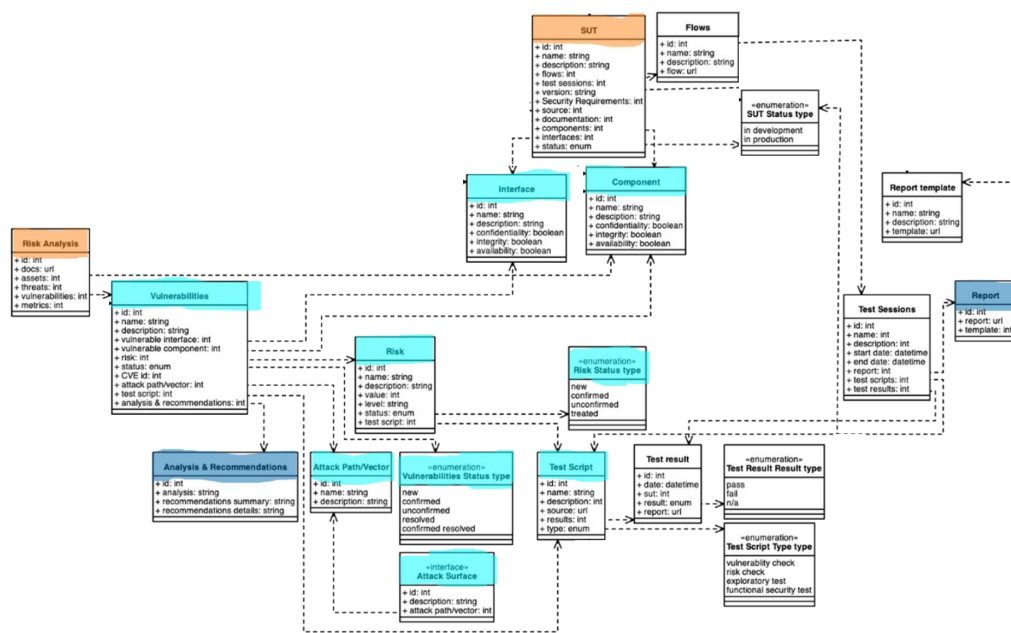 SUT
+ id: int
+ name: string
+ description: string
+ flows: int
+ test sessions: int
+ version: string
+ Security Requirements: int
+ source: int
+ documentation: int
+ components: int
+ interfaces: int
+ status: enum
Flows
+ id: int
+ name: string
+ description: string
+ flow: url
«enumeration»
SUT Status type
in development
in production
Interface
+ id: int
+ name: string
+ description: string
+ confidentiality: boolean
+ integrity: boolean
+ availability: boolean
Component
+ id: int
+ name: string
+ desciption: string
+ confidentiality: boolean
+ integrity: boolean
+ availability: boolean
Report template
+ id: int
+ name: string
+ description: string
+ template: url
Risk Analysis
+ id: int
+ docs: url
+ assets: int
+ threats: int
+ vulnerabilities: int
+ metrics: int
Vulnerabilities
+ id: int
+ name: string
+ description: string
+ vulnerable interface: int
+ vulnerable component: int
+ risk: int
+ status: enum
+ CVE id: int
+ attack path/vector: int
+ test script: int
+ analysis & recommendations: int
Risk
+ id: int
+ name: string
+ description: string
+ value: int
+ level: string
+ status: enum
+ test script: int
«enumeration»
Risk Status type
new
confirmed
unconfirmed
treated
Test Sessions
+ id: int
+ name: int
+ description: int
+ start date: datetime
+ end date: datetime
+ report: int
+ test scripts: int
+ test results: int
Report
+ id: int
+ report: url
+ template: int
Analysis & Recommendations
+ id: int
+ analysis: string
+ recommendations summary: string
+ recommendations details: string
Attack Path/Vector
+ id: int
+ name: string
+ description: string
«enumeration»
Vulnerabilities Status type
new
confirmed
unconfirmed
resolved
confirmed resolved
Test Script
+ id: int
+ name: string
+ description: int
+ source: url
+ results: int
+ type: enum
Test result
+ id: int
+ date: datetime
+ sut: int
+ result: enum
+ report: url
«enumeration»
Test Result Result type
pass
fail
n/a
«enumeration»
Test Script Type type
vulnerablity check
risk check
exploratory test
functional security test
«interface»
Attack Surface
+ id: int
+ description: string
+ attack path/vector: int